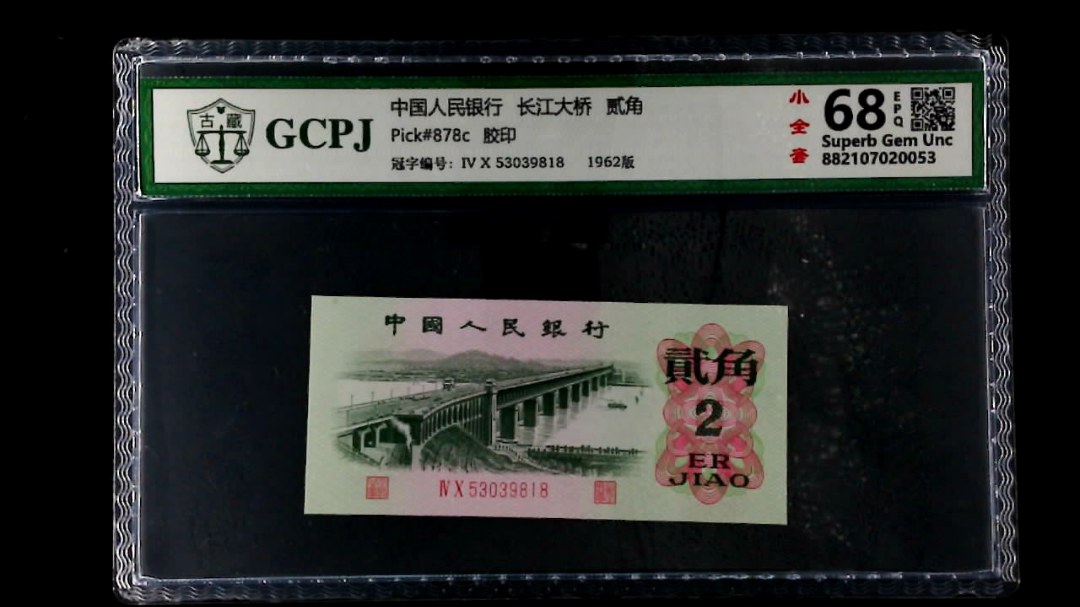 古藏
GCPJ
中国人民银行 长江大桥 贰角
Pick#878c 胶印
冠字编号: IV X 53039818 1962版
小全套
68 EPQ
Superb Gem Unc
882107020053
中國人民銀行
貳角
2
ER
JIAO
IV X 53039818